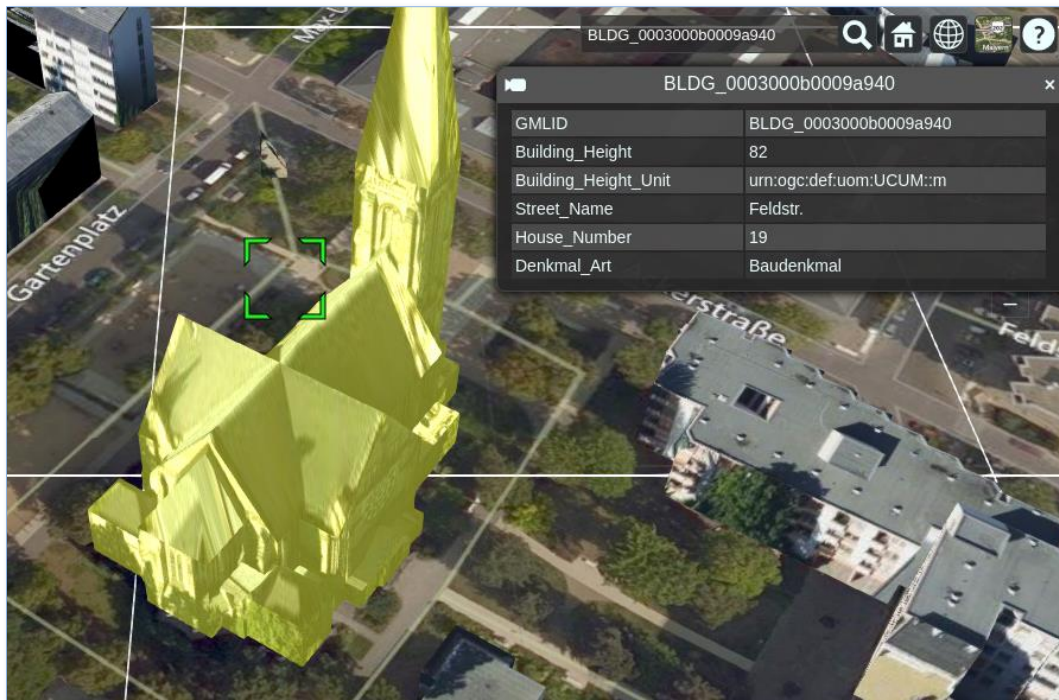 BLDG_0003000b0009a940
?
BLDG_0003000b0009a940
×
GMLID BLDG_0003000b0009a940
Building_Height 82
Building_Height_Unit urn:ogc:def:uom:UCUM::m
Street_Name Feldstr.
House_Number 19
Denkmal_Art Baudenkmal
Gartenplatz